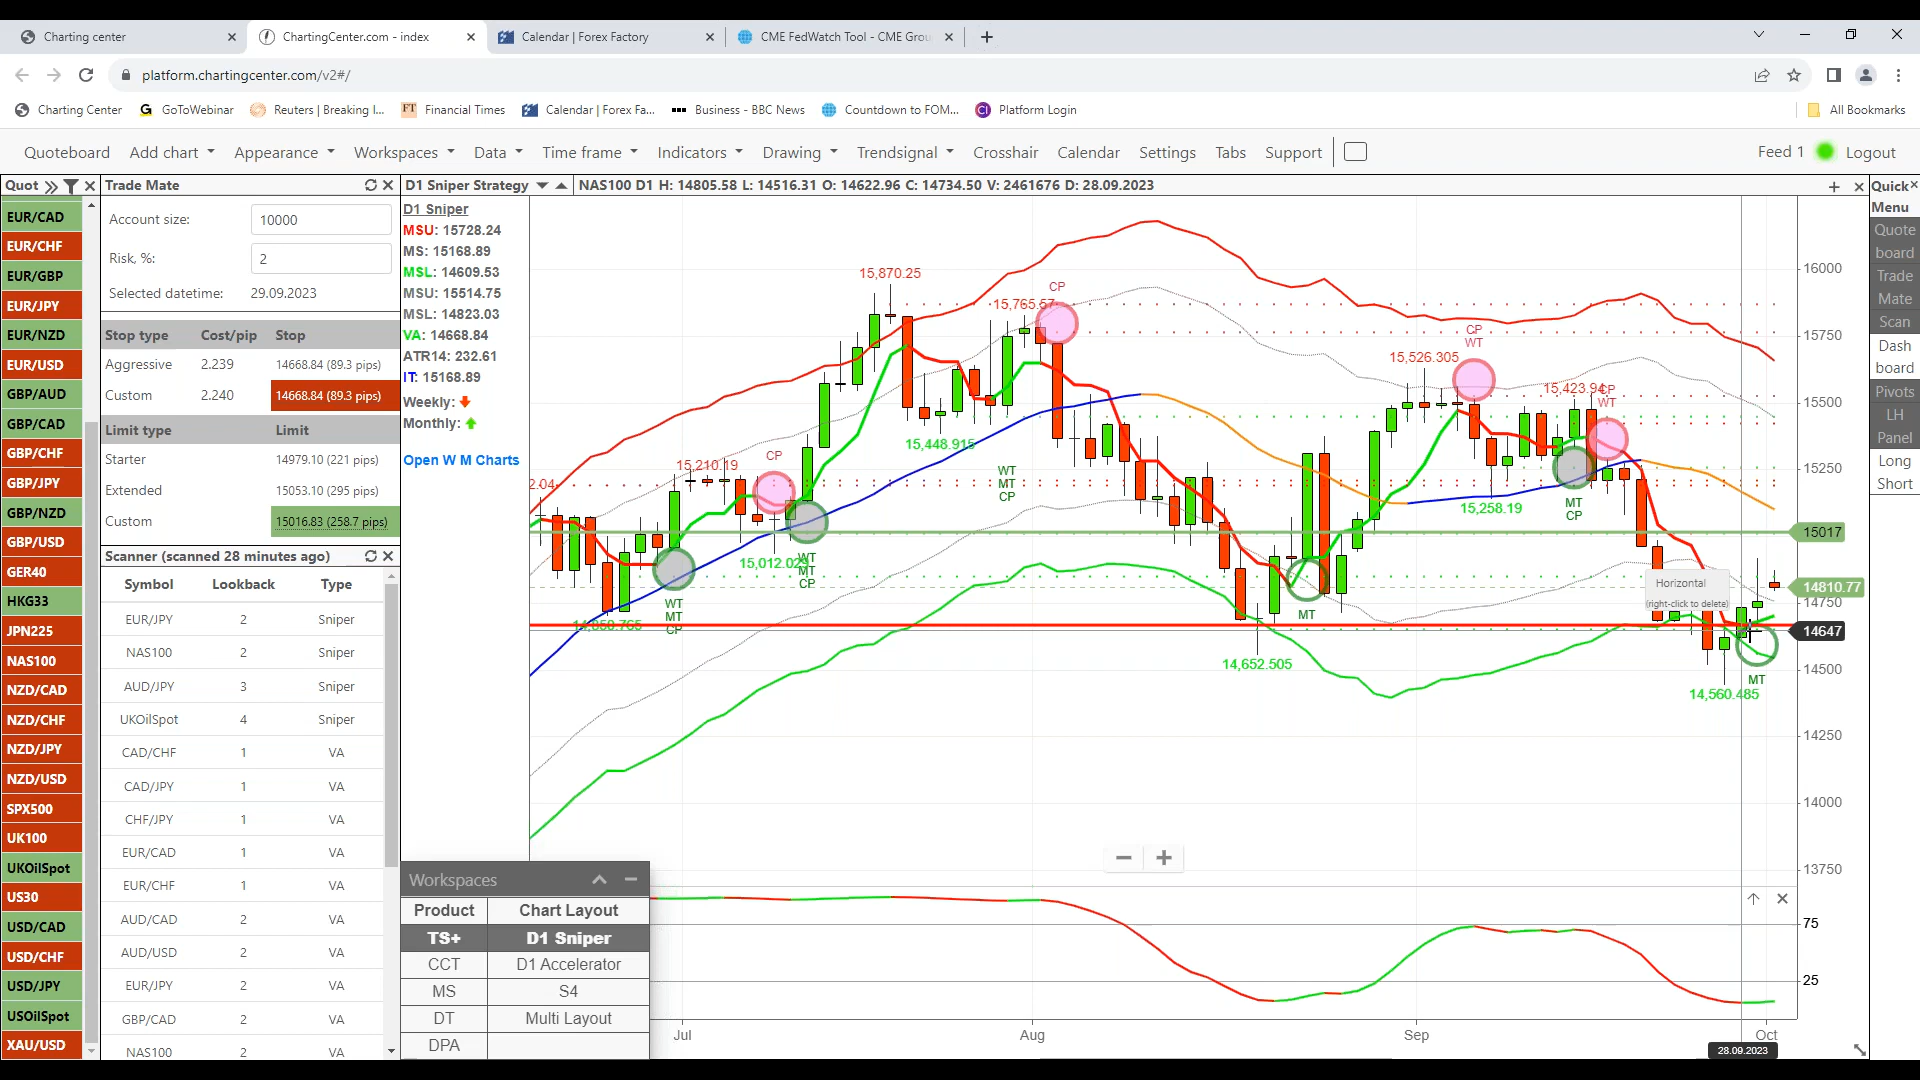 Charting center
ChartingCenter.com - index
Calendar | Forex Factory
CME FedWatch Tool - CME Grou
platform.chartingcenter.com/v2#/
Charting Center
GoToWebinar
Reuters | Breaking I...
FT Financial Times
Calendar | Forex Fa...
Business - BBC News
Countdown to FOM...
Platform Login
All Bookmarks
Quoteboard Add chart Appearance Workspaces Data Time frame Indicators Drawing Trendsignal Crosshair Calendar Settings Tabs Support
Feed 1 Logout
Quot
EUR/CAD
EUR/CHF
EUR/GBP
EUR/JPY
EUR/NZD
EUR/USD
GBP/AUD
GBP/CAD
GBP/CHF
GBP/JPY
GBP/NZD
GBP/USD
GER40
HKG33
JPN225
NAS100
NZD/CAD
NZD/CHF
NZD/JPY
NZD/USD
SPX500
UK100
UKOilSpot
US30
USD/CAD
USD/CHF
USD/JPY
USOilSpot
XAU/USD
Trade Mate
Account size: 10000
Risk, %: 2
Selected datetime: 29.09.2023
Stop type Cost/pip Stop
Aggressive 2.239 14668.84 (89.3 pips)
Custom 2.240 14668.84 (89.3 pips)
Limit type Limit
Starter 14979.10 (221 pips)
Extended 15053.10 (295 pips)
Custom 15016.83 (258.7 pips)
Scanner (scanned 28 minutes ago)
Symbol Lookback Type
EUR/JPY 2 Sniper
NAS100 2 Sniper
AUD/JPY 3 Sniper
UKOilSpot 4 Sniper
CAD/CHF 1 VA
CAD/JPY 1 VA
CHF/JPY 1 VA
EUR/CAD 1 VA
EUR/CHF 1 VA
AUD/CAD 2 VA
AUD/USD 2 VA
EUR/JPY 2 VA
GBP/CAD 2 VA
NAS100 2 VA
D1 Sniper Strategy
NAS100 D1 H: 14805.58 L: 14516.31 O: 14622.96 C: 14734.50 V: 2461676 D: 28.09.2023
D1 Sniper
MSU: 15728.24
MS: 15168.89
MSL: 14609.53
MSU: 15514.75
MSL: 14823.03
VA: 14668.84
ATR14: 232.61
IT: 15168.89
Weekly:
Monthly:
Open W M Charts
15,870.25
CP
15,765.57
CP
WT
15,526.305
15,423.94
CP
WT
15,448.915
CP
15,210.19
2.04
WT
MT
CP
15,258.19
MT
CP
15,012.029
WT
MT
CP
WT
MT
CP
14,858.765
MT
14,652.505
Horizontal
(right-click to delete)
MT
14,560.485
16000
15750
15500
15250
15017
14810.77
14750
14647
14500
14250
14000
13750
75
25
Jul
Aug
Sep
Oct
28.09.2023
Workspaces
Product Chart Layout
TS+ D1 Sniper
CCT D1 Accelerator
MS S4
DT Multi Layout
DPA
Quick
Menu
Quote
board
Trade
Mate
Scan
Dash
board
Pivots
LH
Panel
Long
Short